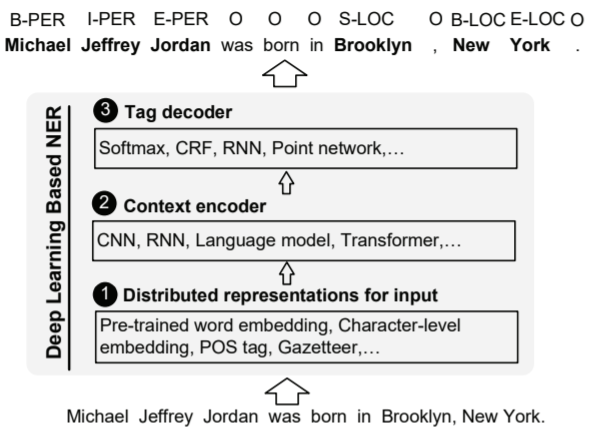 B-PER I-PER E-PER O O O S-LOC O B-LOC E-LOC O
Michael Jeffrey Jordan was born in Brooklyn , New York .
Deep Learning Based NER
3 Tag decoder
Softmax, CRF, RNN, Point network,...
2 Context encoder
CNN, RNN, Language model, Transformer,...
1 Distributed representations for input
Pre-trained word embedding, Character-level
embedding, POS tag, Gazetteer,...
Michael Jeffrey Jordan was born in Brooklyn, New York.